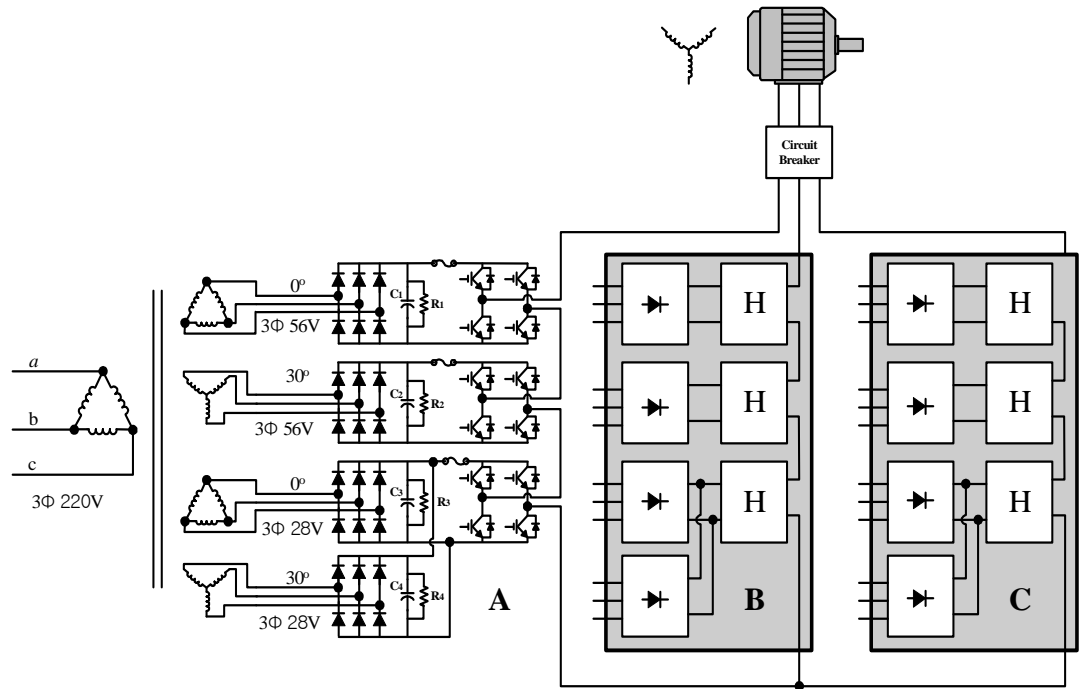 Circuit
Breaker
0°
C1
R1
3Φ 56V
H
H
a
30°
C2
R2
3Φ 56V
H
H
b
c
3Φ 220V
0°
C3
R3
3Φ 28V
H
H
30°
C4
R4
3Φ 28V
A
B
C